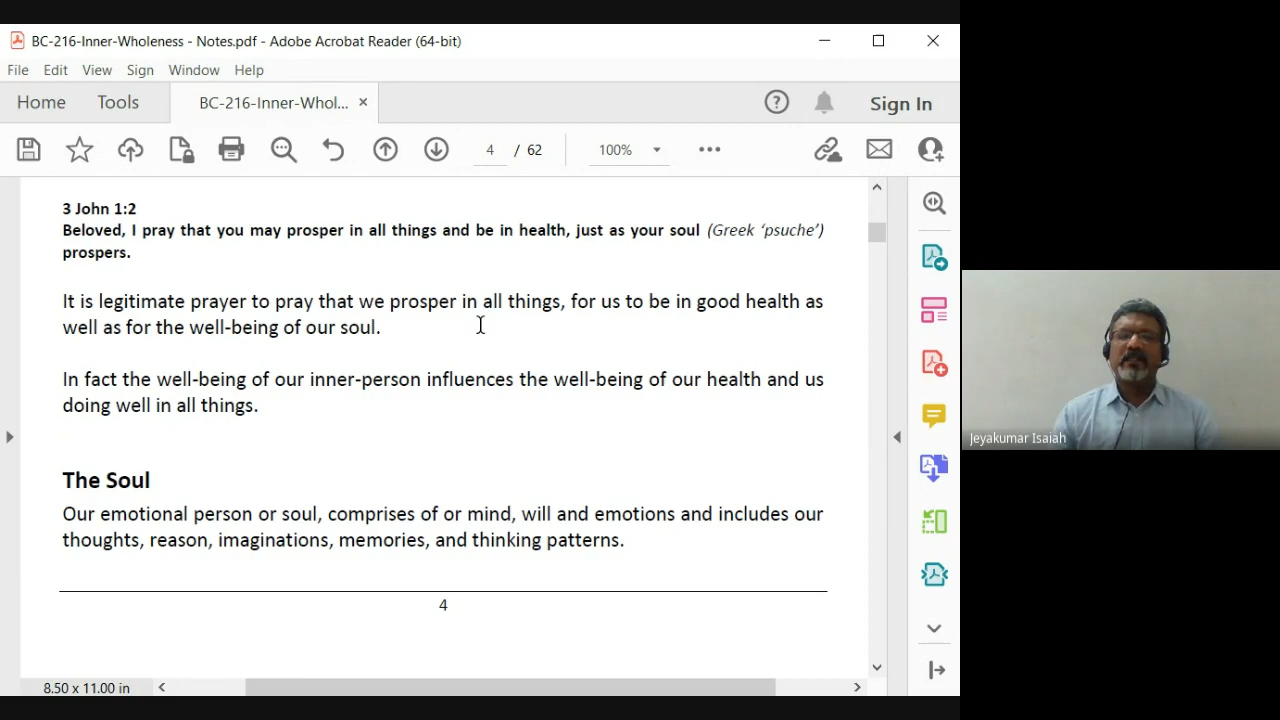 BC-216-Inner-Wholeness - Notes.pdf - Adobe Acrobat Reader (64-bit)
File Edit View Sign Window Help
Home Tools BC-216-Inner-Whol... × Sign In
4 / 62 100%
3 John 1:2
Beloved, I pray that you may prosper in all things and be in health, just as your soul (Greek ‘psuche’)
prospers.
It is legitimate prayer to pray that we prosper in all things, for us to be in good health as
well as for the well-being of our soul.
In fact the well-being of our inner-person influences the well-being of our health and us
doing well in all things.
The Soul
Our emotional person or soul, comprises of or mind, will and emotions and includes our
thoughts, reason, imaginations, memories, and thinking patterns.
4
8.50 x 11.00 in
Jeyakumar Isaiah